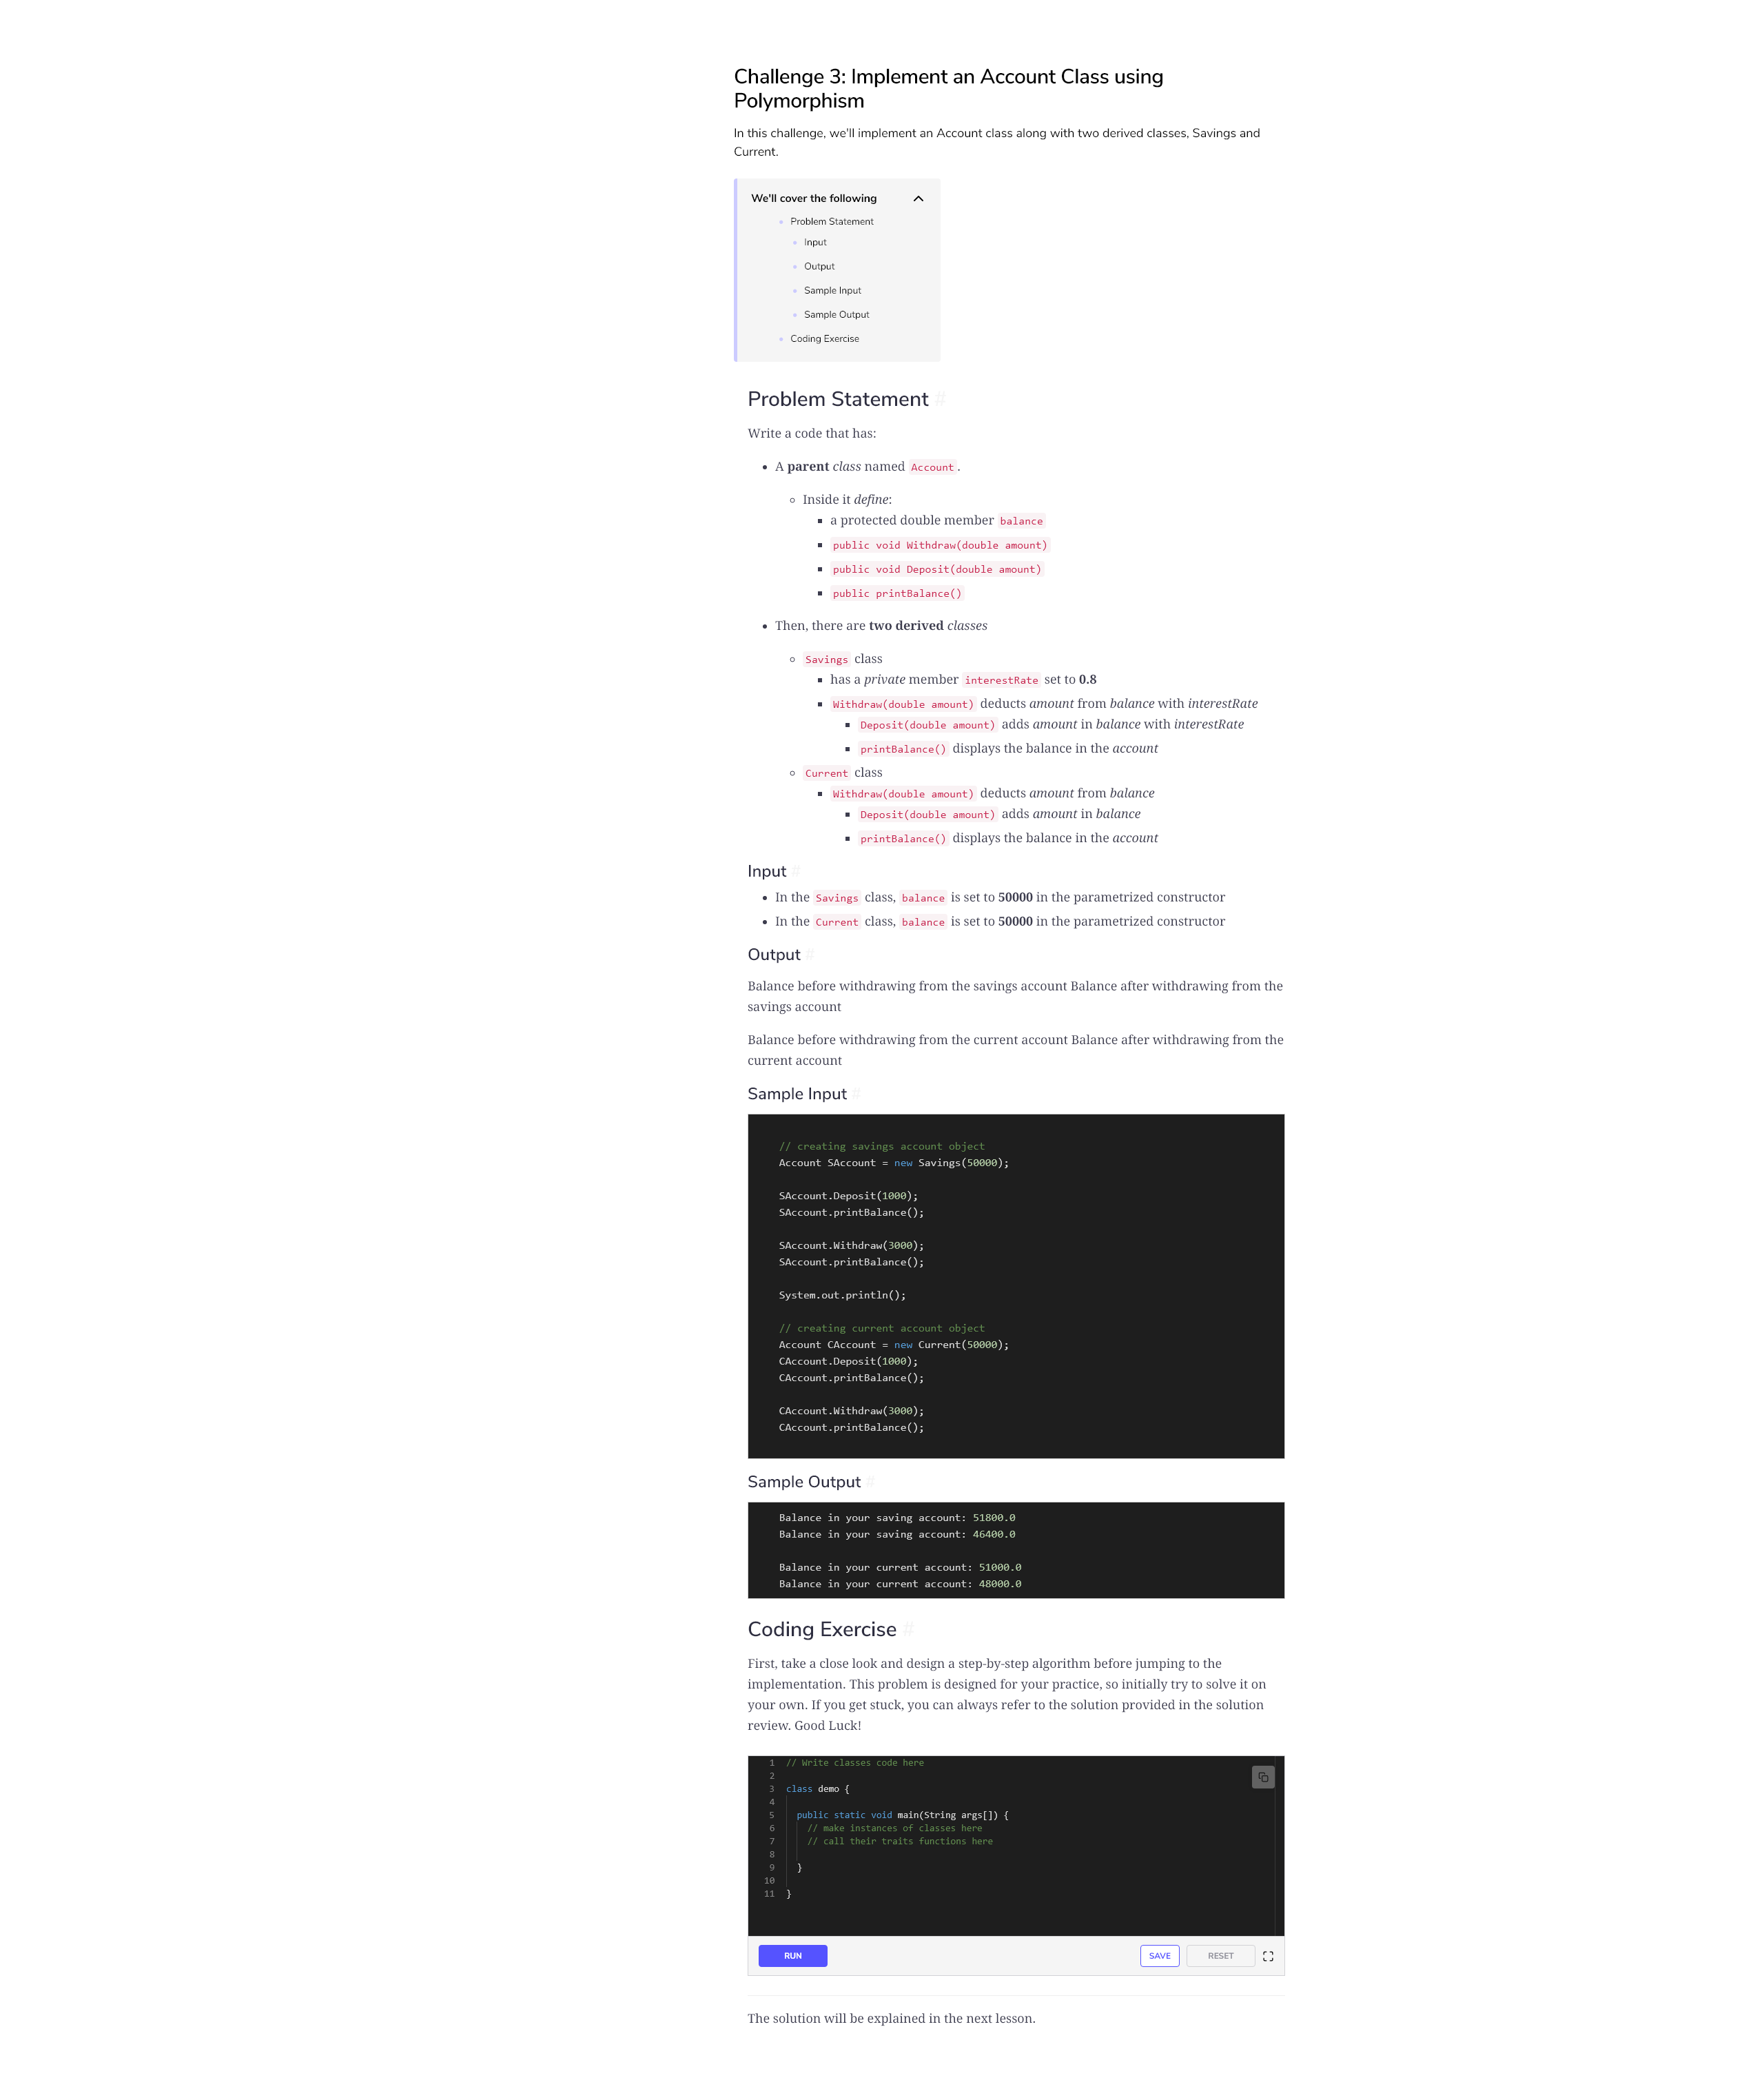 Challenge 3: Implement an Account Class using
Polymorphism
In this challenge, we'll implement an Account class along with two derived classes, Savings and
Current.
We'll cover the following
Problem Statement
Input
Output
Sample Input
Sample Output
Coding Exercise
Problem Statement #
Write a code that has:
A parent class named Account.
Inside it define:
a protected double member balance
public void Withdraw(double amount)
public void Deposit(double amount)
public printBalance()
Then, there are two derived classes
Savings class
has a private member interestRate set to 0.8
Withdraw(double amount) deducts amount from balance with interestRate
Deposit(double amount) adds amount in balance with interestRate
printBalance() displays the balance in the account
Current class
Withdraw(double amount) deducts amount from balance
Deposit(double amount) adds amount in balance
printBalance() displays the balance in the account
Input #
In the Savings class, balance is set to 50000 in the parametrized constructor
In the Current class, balance is set to 50000 in the parametrized constructor
Output #
Balance before withdrawing from the savings account Balance after withdrawing from the
savings account
Balance before withdrawing from the current account Balance after withdrawing from the
current account
Sample Input #
// creating savings account object
Account SAccount = new Savings(50000);
SAccount.Deposit(1000);
SAccount.printBalance();
SAccount.Withdraw(3000);
SAccount.printBalance();
System.out.println();
// creating current account object
Account CAccount = new Current(50000);
CAccount.Deposit(1000);
CAccount.printBalance();
CAccount.Withdraw(3000);
CAccount.printBalance();
Sample Output #
Balance in your saving account: 51800.0
Balance in your saving account: 46400.0
Balance in your current account: 51000.0
Balance in your current account: 48000.0
Coding Exercise #
First, take a close look and design a step-by-step algorithm before jumping to the
implementation. This problem is designed for your practice, so initially try to solve it on
your own. If you get stuck, you can always refer to the solution provided in the solution
review. Good Luck!
1 // Write classes code here
2
3 class demo {
4
5 public static void main(String args[]) {
6 // make instances of classes here
7 // call their traits functions here
8
9 }
10
11 }
RUN SAVE RESET
The solution will be explained in the next lesson.